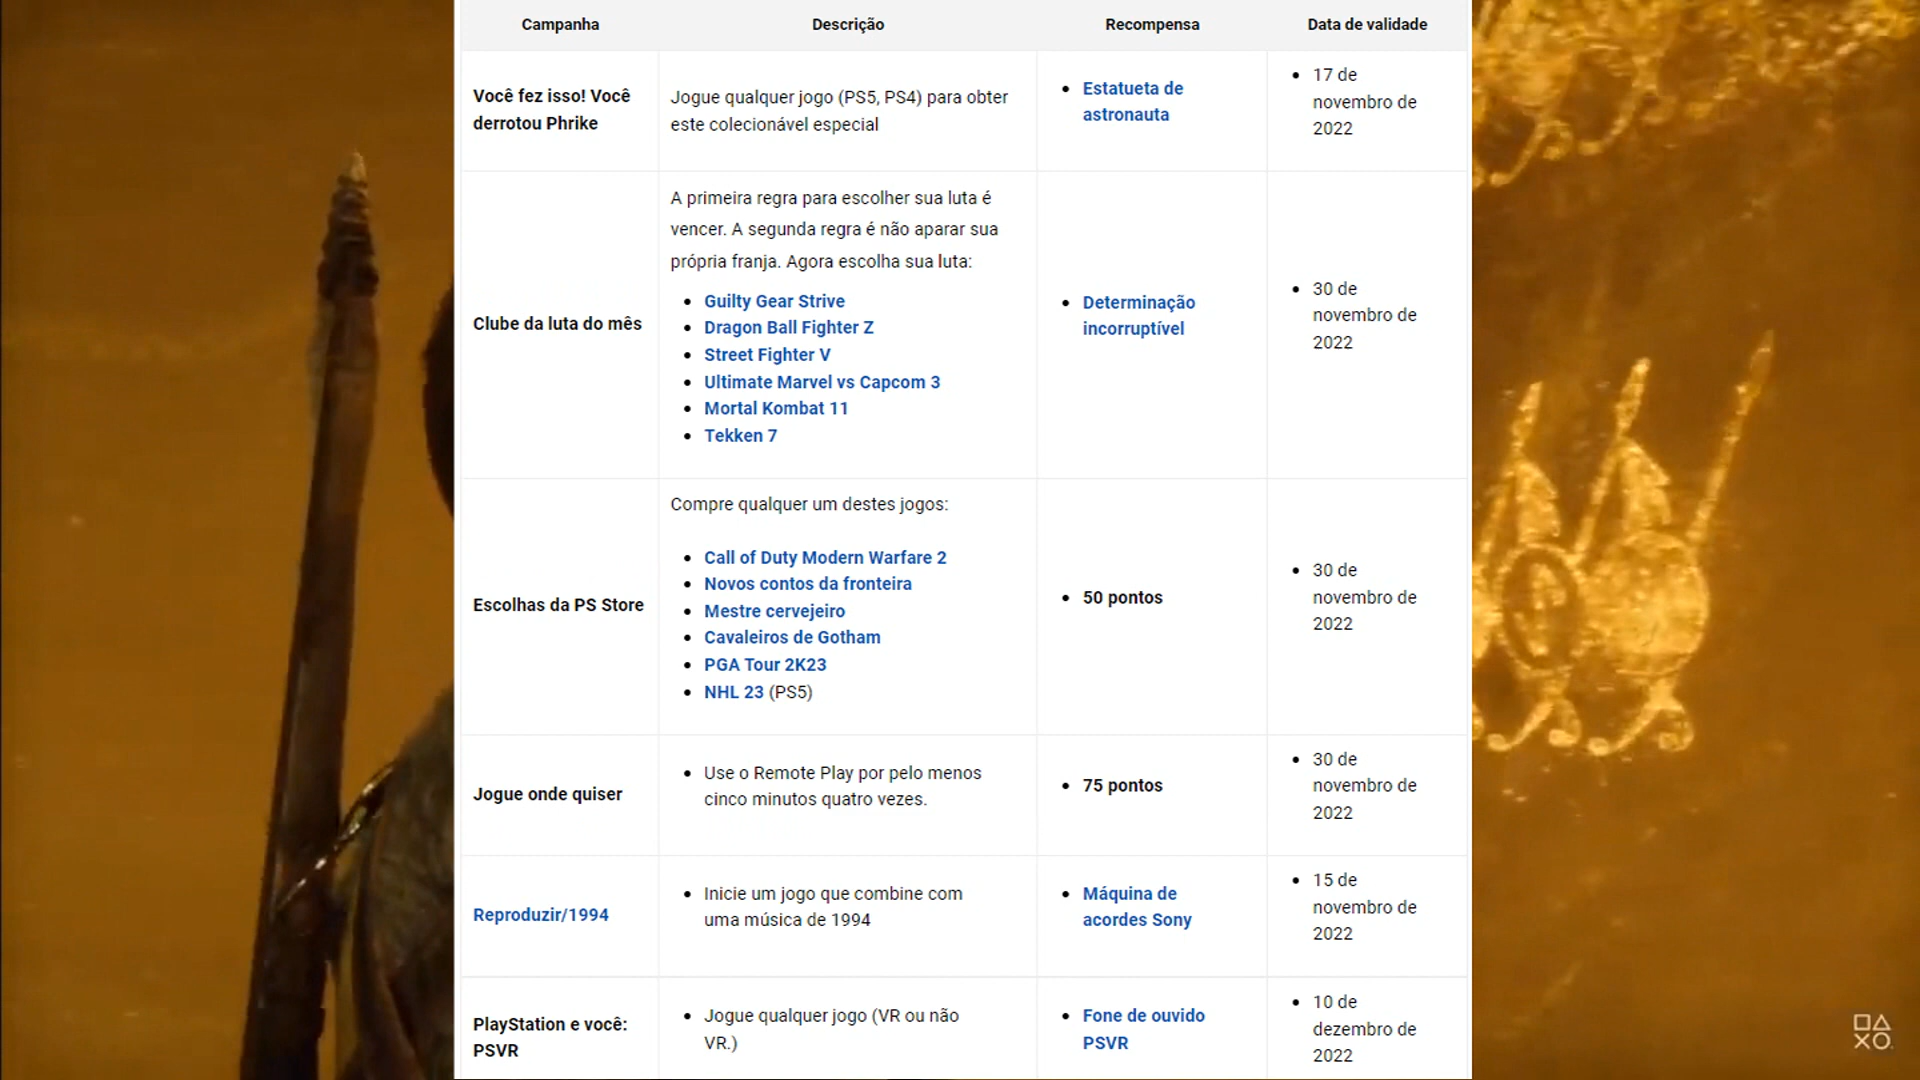 Campanha
Descrição
Recompensa
Data de validade
Você fez isso! Você
derrotou Phrike
Jogue qualquer jogo (PS5, PS4) para obter
este colecionável especial
Estatueta de
astronauta
17 de
novembro de
2022
Clube da luta do mês
A primeira regra para escolher sua luta é
vencer. A segunda regra é não aparar sua
própria franja. Agora escolha sua luta:
Guilty Gear Strive
Dragon Ball Fighter Z
Street Fighter V
Ultimate Marvel vs Capcom 3
Mortal Kombat 11
Tekken 7
Determinação
incorruptível
30 de
novembro de
2022
Escolhas da PS Store
Compre qualquer um destes jogos:
Call of Duty Modern Warfare 2
Novos contos da fronteira
Mestre cervejeiro
Cavaleiros de Gotham
PGA Tour 2K23
NHL 23 (PS5)
50 pontos
30 de
novembro de
2022
Jogue onde quiser
Use o Remote Play por pelo menos
cinco minutos quatro vezes.
75 pontos
30 de
novembro de
2022
Reproduzir/1994
Inicie um jogo que combine com
uma música de 1994
Máquina de
acordes Sony
15 de
novembro de
2022
PlayStation e você:
PSVR
Jogue qualquer jogo (VR ou não
VR.)
Fone de ouvido
PSVR
10 de
dezembro de
2022